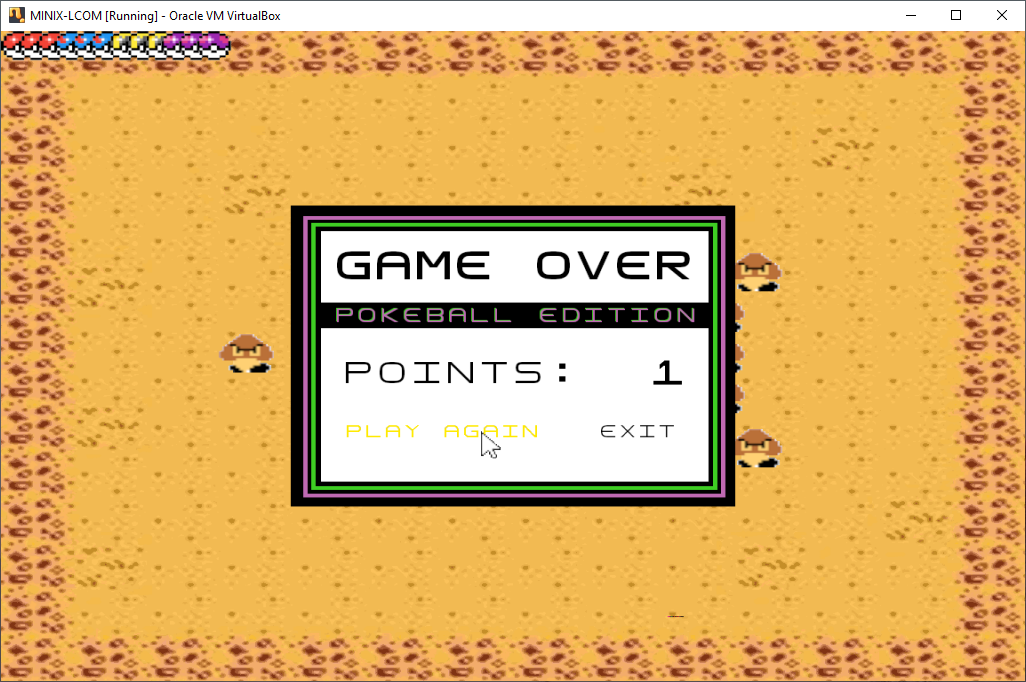 MINIX-LCOM [Running] - Oracle VM VirtualBox
GAME OVER
POKEBALL EDITION
POINTS: 1
PLAY AGAIN EXIT